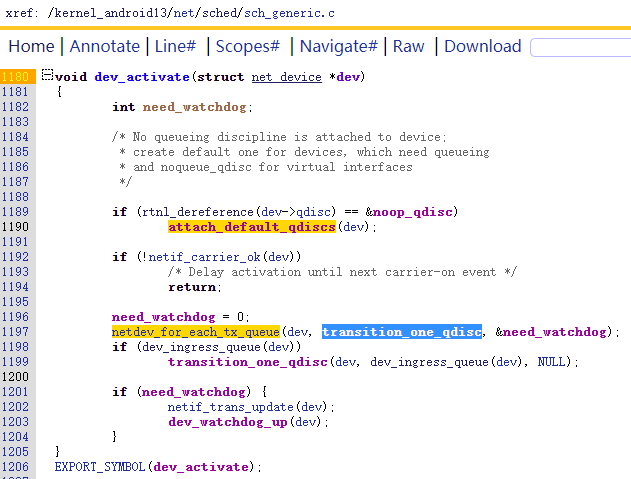 xref: /kernel_android13/net/sched/sch_generic.c
Home | Annotate | Line# | Scopes# | Navigate# | Raw | Download
1180 void dev_activate(struct net_device *dev)
1181 {
1182 int need_watchdog;
1183
1184 /* No queueing discipline is attached to device;
1185 * create default one for devices, which need queueing
1186 * and noqueue_qdisc for virtual interfaces
1187 */
1188
1189 if (rtnl_dereference(dev->qdisc) == &noop_qdisc)
1190 attach_default_qdiscs(dev);
1191
1192 if (!netif_carrier_ok(dev))
1193 /* Delay activation until next carrier-on event */
1194 return;
1195
1196 need_watchdog = 0;
1197 netdev_for_each_tx_queue(dev, transition_one_qdisc, &need_watchdog);
1198 if (dev_ingress_queue(dev))
1199 transition_one_qdisc(dev, dev_ingress_queue(dev), NULL);
1200
1201 if (need_watchdog) {
1202 netif_trans_update(dev);
1203 dev_watchdog_up(dev);
1204 }
1205 }
1206 EXPORT_SYMBOL(dev_activate);